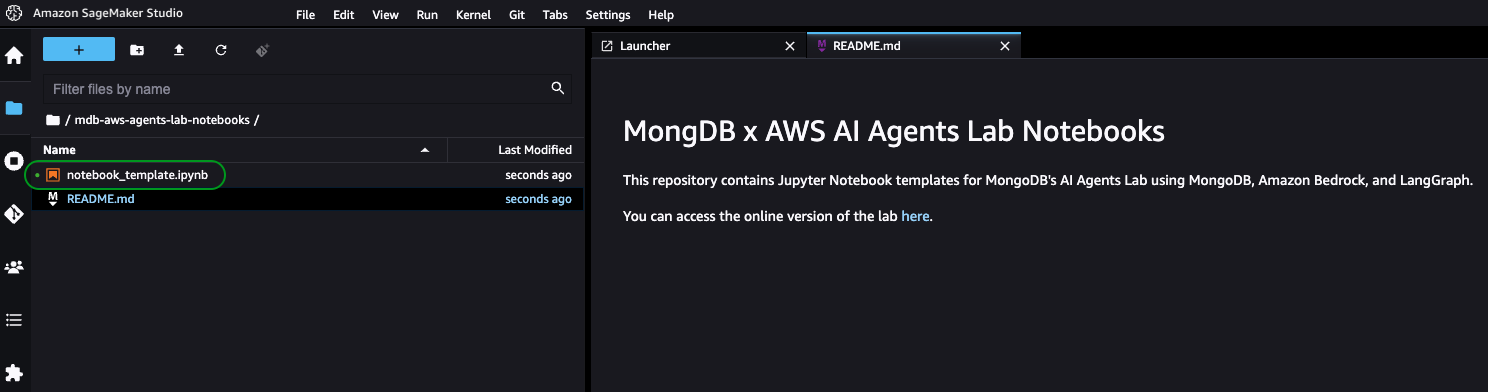 Amazon SageMaker Studio
File Edit View Run Kernel Git Tabs Settings Help
+
Launcher
README.md
Filter files by name
/ mdb-aws-agents-lab-notebooks /
Name Last Modified
notebook_template.ipynb seconds ago
README.md seconds ago
MongDB x AWS AI Agents Lab Notebooks
This repository contains Jupyter Notebook templates for MongoDB's AI Agents Lab using MongoDB, Amazon Bedrock, and LangGraph.
You can access the online version of the lab here.